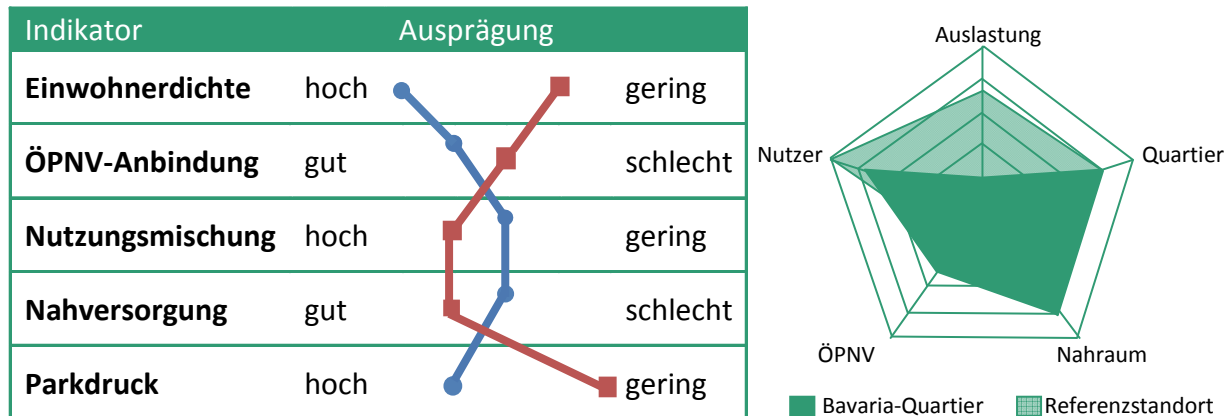 Indikator Ausprägung
Einwohnerdichte hoch gering
ÖPNV-Anbindung gut schlecht
Nutzungsmischung hoch gering
Nahversorgung gut schlecht
Parkdruck hoch gering
Auslastung
Nutzer Quartier
ÖPNV Nahraum
Bavaria-Quartier Referenzstandort